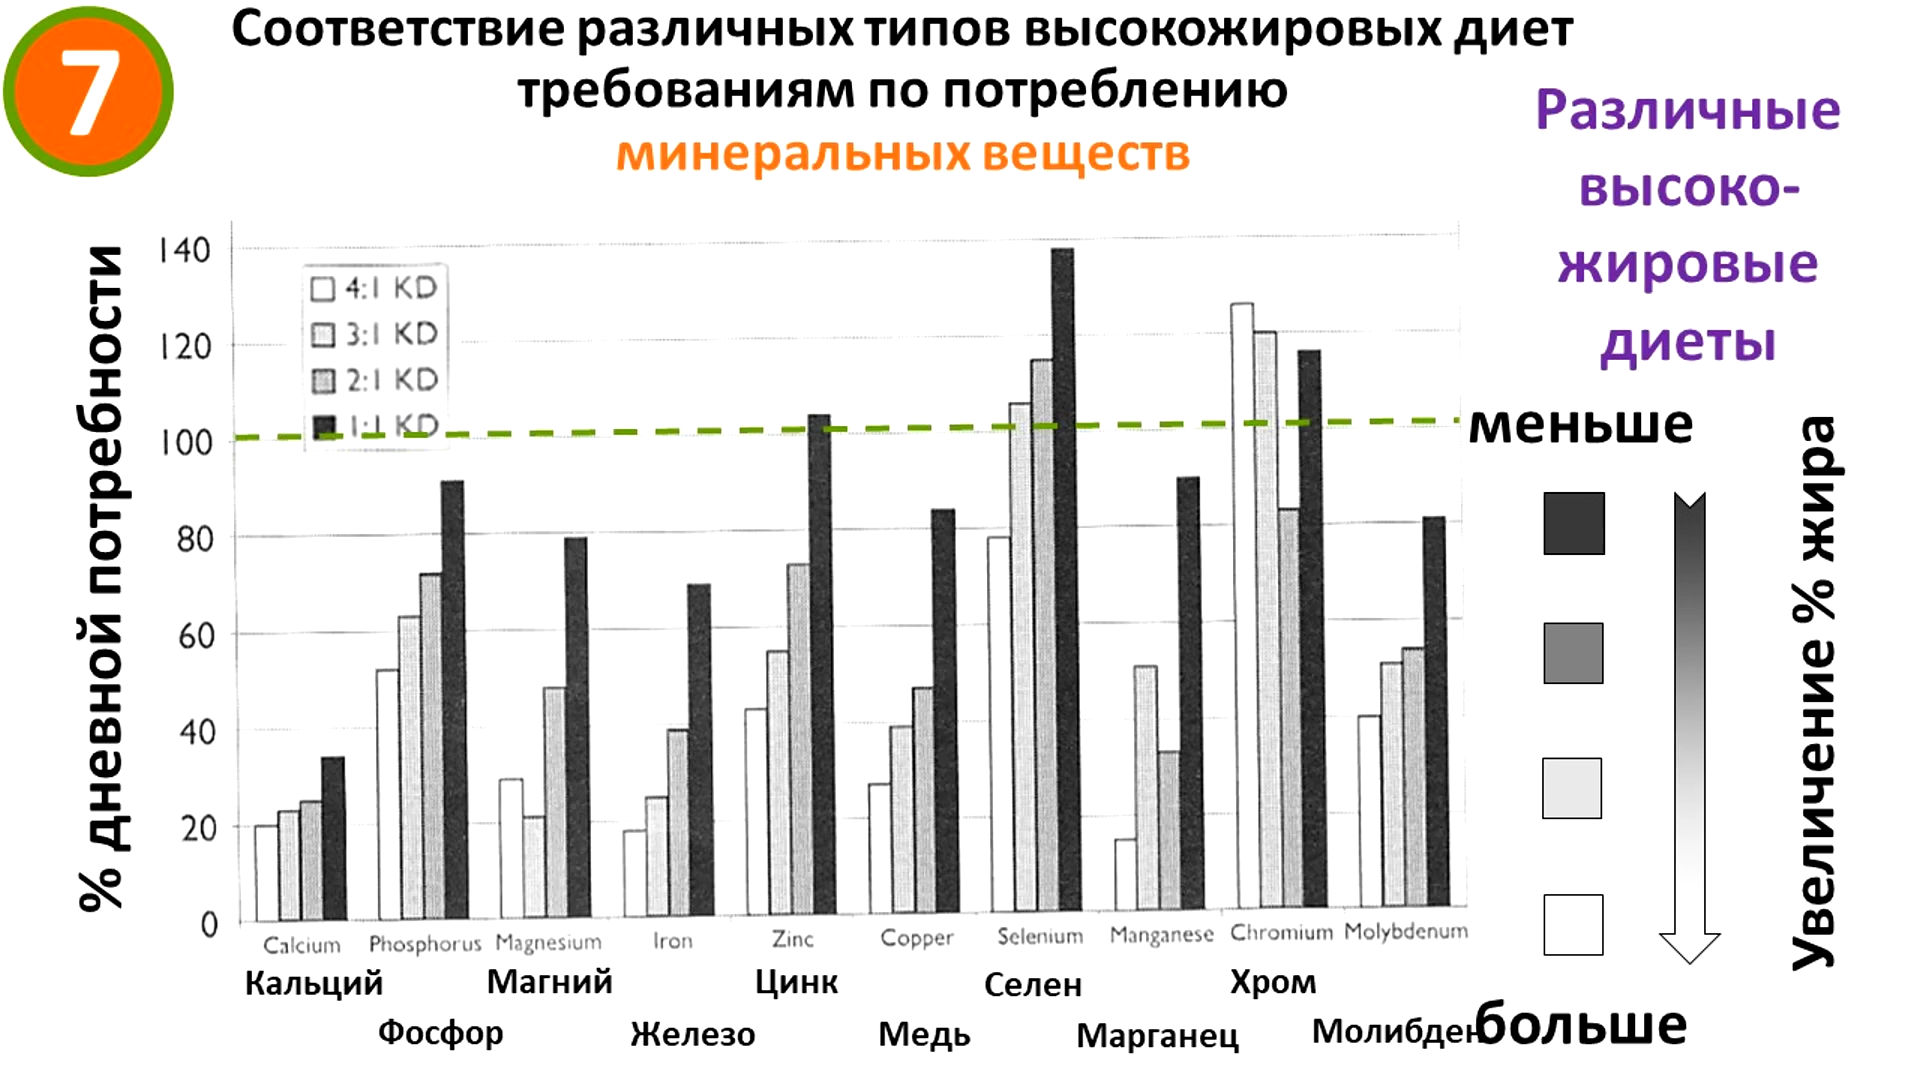 7
Соответствие различных типов высокожировых диет
требованиям по потреблению
минеральных веществ
Различные
высоко-
жировые
диеты
% дневной потребности
140
120
100
80
60
40
20
0
4:1 KD
3:1 KD
2:1 KD
1:1 KD
Calcium Phosphorus Magnesium Iron Zinc Copper Selenium Manganese Chromium Molybdenum
Кальций Магний Цинк Селен Хром
Фосфор Железо Медь Марганец Молибден
меньше
Увеличение % жира
больше